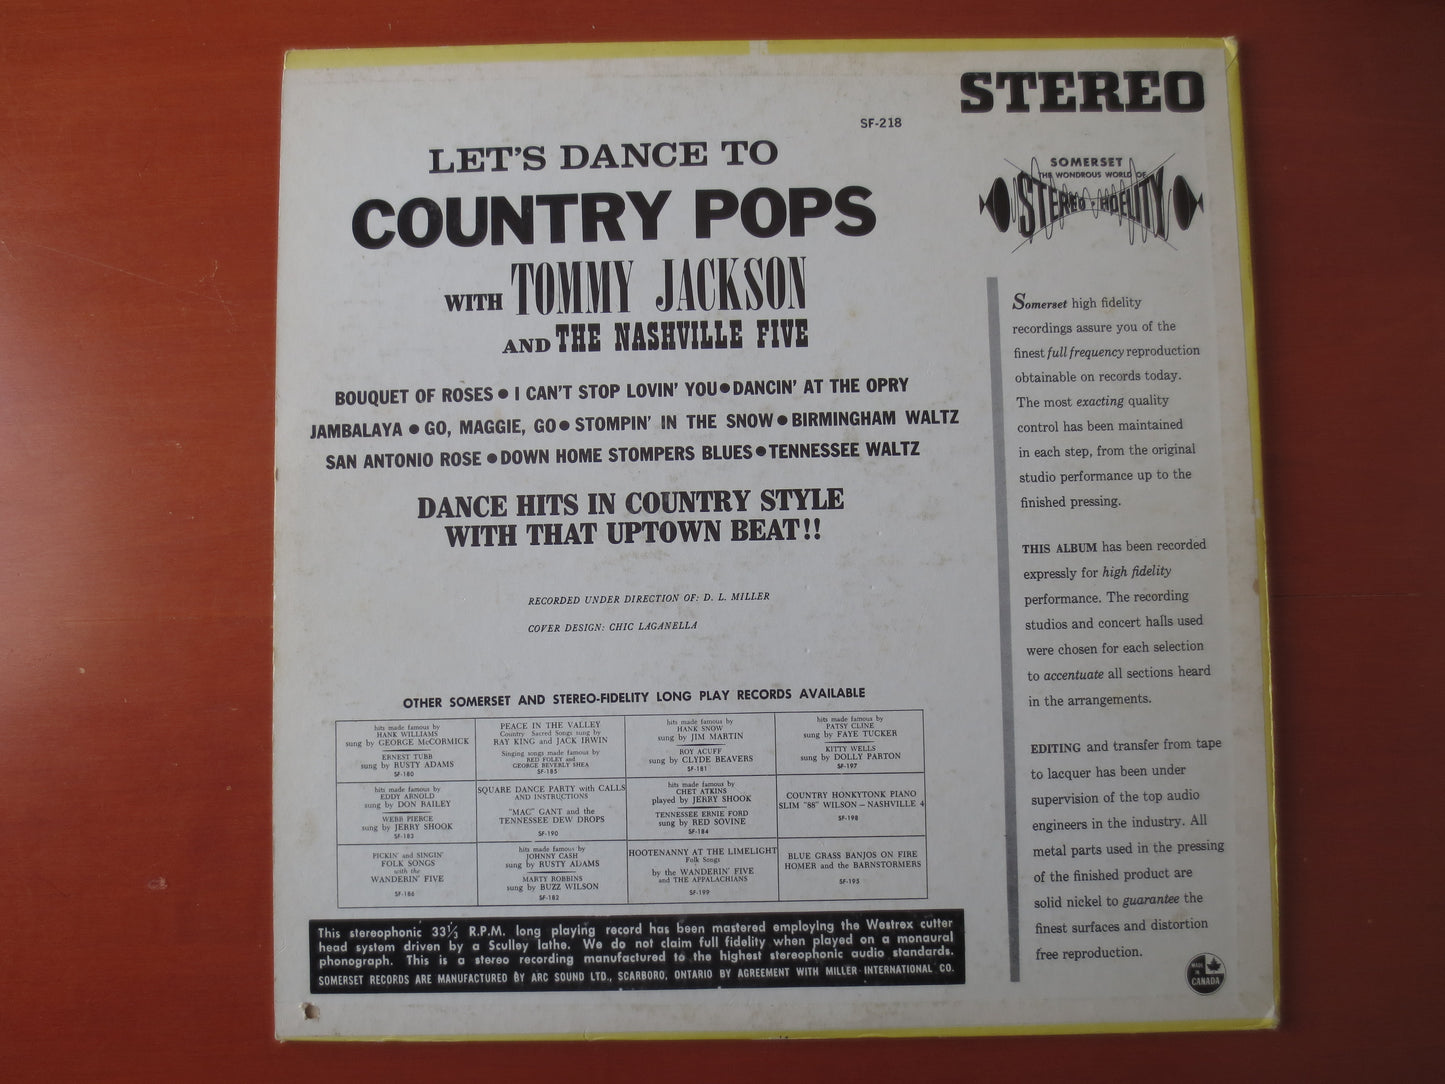 STEREO
SF-218
LET'S DANCE TO
COUNTRY POPS
WITH TOMMY JACKSON
AND THE NASHVILLE FIVE
BOUQUET OF ROSES ● I CAN'T STOP LOVIN' YOU ● DANCIN' AT THE OPRY
JAMBALAYA ● GO, MAGGIE, GO ● STOMPIN' IN THE SNOW ● BIRMINGHAM WALTZ
SAN ANTONIO ROSE ● DOWN HOME STOMPERS BLUES ● TENNESSEE WALTZ
DANCE HITS IN COUNTRY STYLE
WITH THAT UPTOWN BEAT!!
RECORDED UNDER DIRECTION OF: D. L. MILLER
COVER DESIGN: CHIC LAGANELLA
OTHER SOMERSET AND STEREO-FIDELITY LONG PLAY RECORDS AVAILABLE
hits made famous by
HANK WILLIAMS
sung by GEORGE McCORMICK
ERNEST TUBB
sung by RUSTY ADAMS
SF-180
PEACE IN THE VALLEY
Country Sacred Songs sung by
RAY KING and JACK IRWIN
Singing songs made famous by
RED FOLEY and
GEORGE BEVERLY SHEA
SF-185
hits made famous by
HANK SNOW
sung by JIM MARTIN
ROY ACUFF
sung by CLYDE BEAVERS
SF-181
hits made famous by
PATSY CLINE
sung by FAYE TUCKER
KITTY WELLS
sung by DOLLY PARTON
SF-197
hits made famous by
EDDY ARNOLD
sung by DON BAILEY
WEBB PIERCE
sung by JERRY SHOOK
SF-183
SQUARE DANCE PARTY with CALLS
AND INSTRUCTIONS
"MAC" GANT and the
TENNESSEE DEW DROPS
SF-190
hits made famous by
CHET ATKINS
played by JERRY SHOOK
TENNESSEE ERNIE FORD
sung by RED SOVINE
SF-184
COUNTRY HONKYTONK PIANO
SLIM "88" WILSON — NASHVILLE 4
SF-198
PICKIN' and SINGIN'
FOLK SONGS
with the
WANDERIN' FIVE
SF-186
hits made famous by
JOHNNY CASH
sung by RUSTY ADAMS
MARTY ROBBINS
sung by BUZZ WILSON
SF-182
HOOTENANNY AT THE LIMELIGHT
Folk Songs
by the WANDERIN' FIVE
and THE APPALACHIANS
SF-199
BLUE GRASS BANJOS ON FIRE
HOMER and the BARNSTORMERS
SF-195
This stereophonic 33⅓ R.P.M. long playing record has been mastered employing the Westrex cutter
head system driven by a Sculley lathe. We do not claim full fidelity when played on a monaural
phonograph. This is a stereo recording manufactured to the highest stereophonic audio standards.
SOMERSET RECORDS ARE MANUFACTURED BY ARC SOUND LTD., SCARBORO, ONTARIO BY AGREEMENT WITH MILLER INTERNATIONAL CO.
SOMERSET
THE WONDROUS WORLD OF
STEREO-FIDELITY
Somerset high fidelity
recordings assure you of the
finest full frequency reproduction
obtainable on records today.
The most exacting quality
control has been maintained
in each step, from the original
studio performance up to the
finished pressing.
THIS ALBUM has been recorded
expressly for high fidelity
performance. The recording
studios and concert halls used
were chosen for each selection
to accentuate all sections heard
in the arrangements.
EDITING and transfer from tape
to lacquer has been under
supervision of the top audio
engineers in the industry. All
metal parts used in the pressing
of the finished product are
solid nickel to guarantee the
finest surfaces and distortion
free reproduction.
MADE IN
CANADA